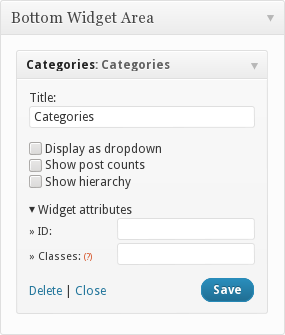 Bottom Widget Area
Categories: Categories
Title:
Categories
Display as dropdown
Show post counts
Show hierarchy
▾ Widget attributes
» ID:
» Classes: (?)
Delete | Close
Save